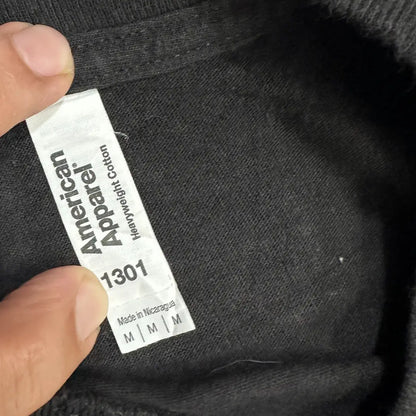 American
Apparel®
Heavyweight Cotton
1301
Made in Nicaragua
M | M | M